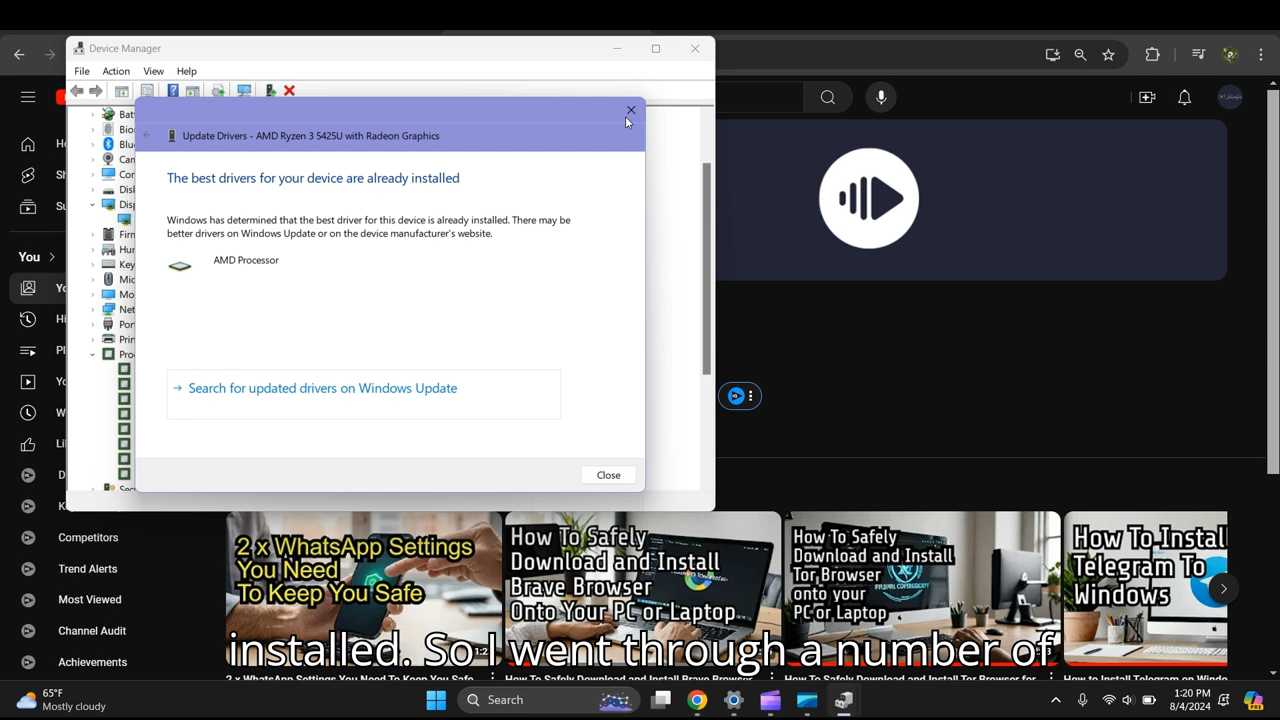 Device Manager
File Action View Help
Update Drivers - AMD Ryzen 3 5425U with Radeon Graphics
The best drivers for your device are already installed
Windows has determined that the best driver for this device is already installed. There may be
better drivers on Windows Update or on the device manufacturer's website.
AMD Processor
Search for updated drivers on Windows Update
Close
You
Competitors
Trend Alerts
Most Viewed
Channel Audit
Achievements
2 x WhatsApp Settings
You Need
To Keep You Safe
How To Safely
Download and Install
Brave Browser
Onto Your PC or Laptop
How To Safely
Download and Install
Tor Browser
onto your
PC or Laptop
How To Install
Telegram To
Windows
installed. So I went through a number of
65°F
Mostly cloudy
Search
1:20 PM
8/4/2024